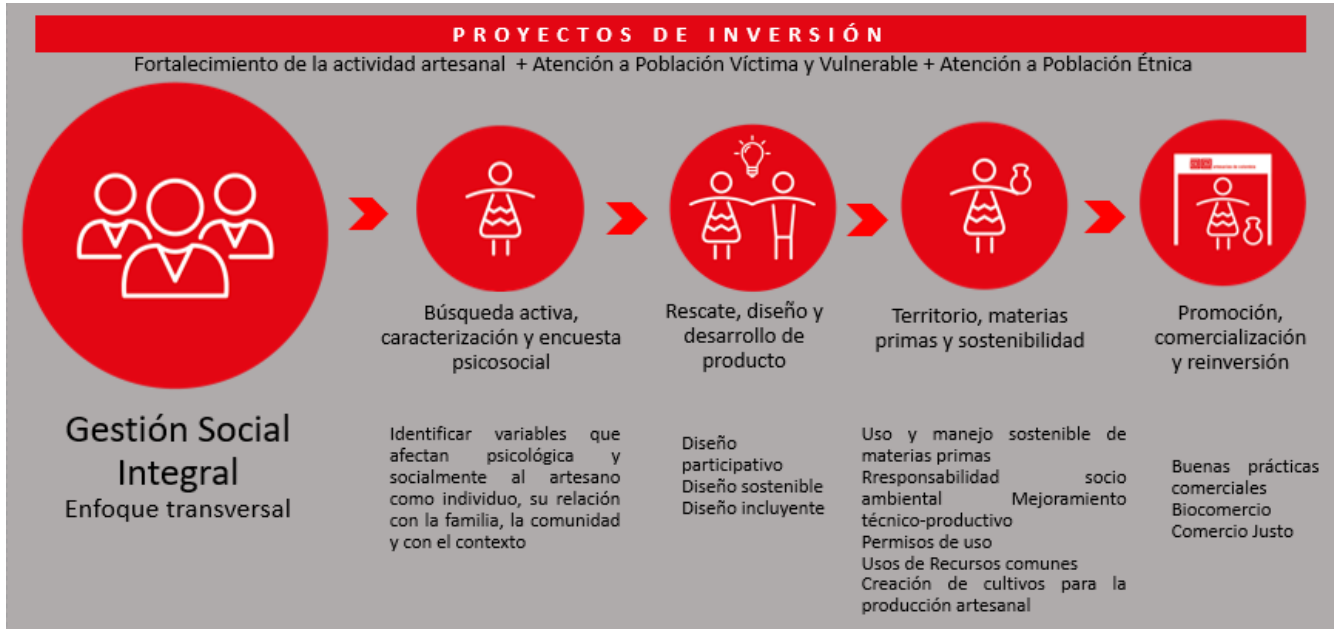 PROYECTOS DE INVERSIÓN
Fortalecimiento de la actividad artesanal + Atención a Población Víctima y Vulnerable + Atención a Población Étnica
Gestión Social
Integral
Enfoque transversal
Búsqueda activa,
caracterización y encuesta
psicosocial
Identificar variables que
afectan psicológica y
socialmente al artesano
como individuo, su relación
con la familia, la comunidad
y con el contexto
Rescate, diseño y
desarrollo de
producto
Diseño
participativo
Diseño sostenible
Diseño incluyente
Territorio, materias
primas y sostenibilidad
Uso y manejo sostenible de
materias primas
Rresponsabilidad socio
ambiental Mejoramiento
técnico-productivo
Permisos de uso
Usos de Recursos comunes
Creación de cultivos para la
producción artesanal
artesanías de colombia
Promoción,
comercialización
y reinversión
Buenas prácticas
comerciales
Biocomercio
Comercio Justo